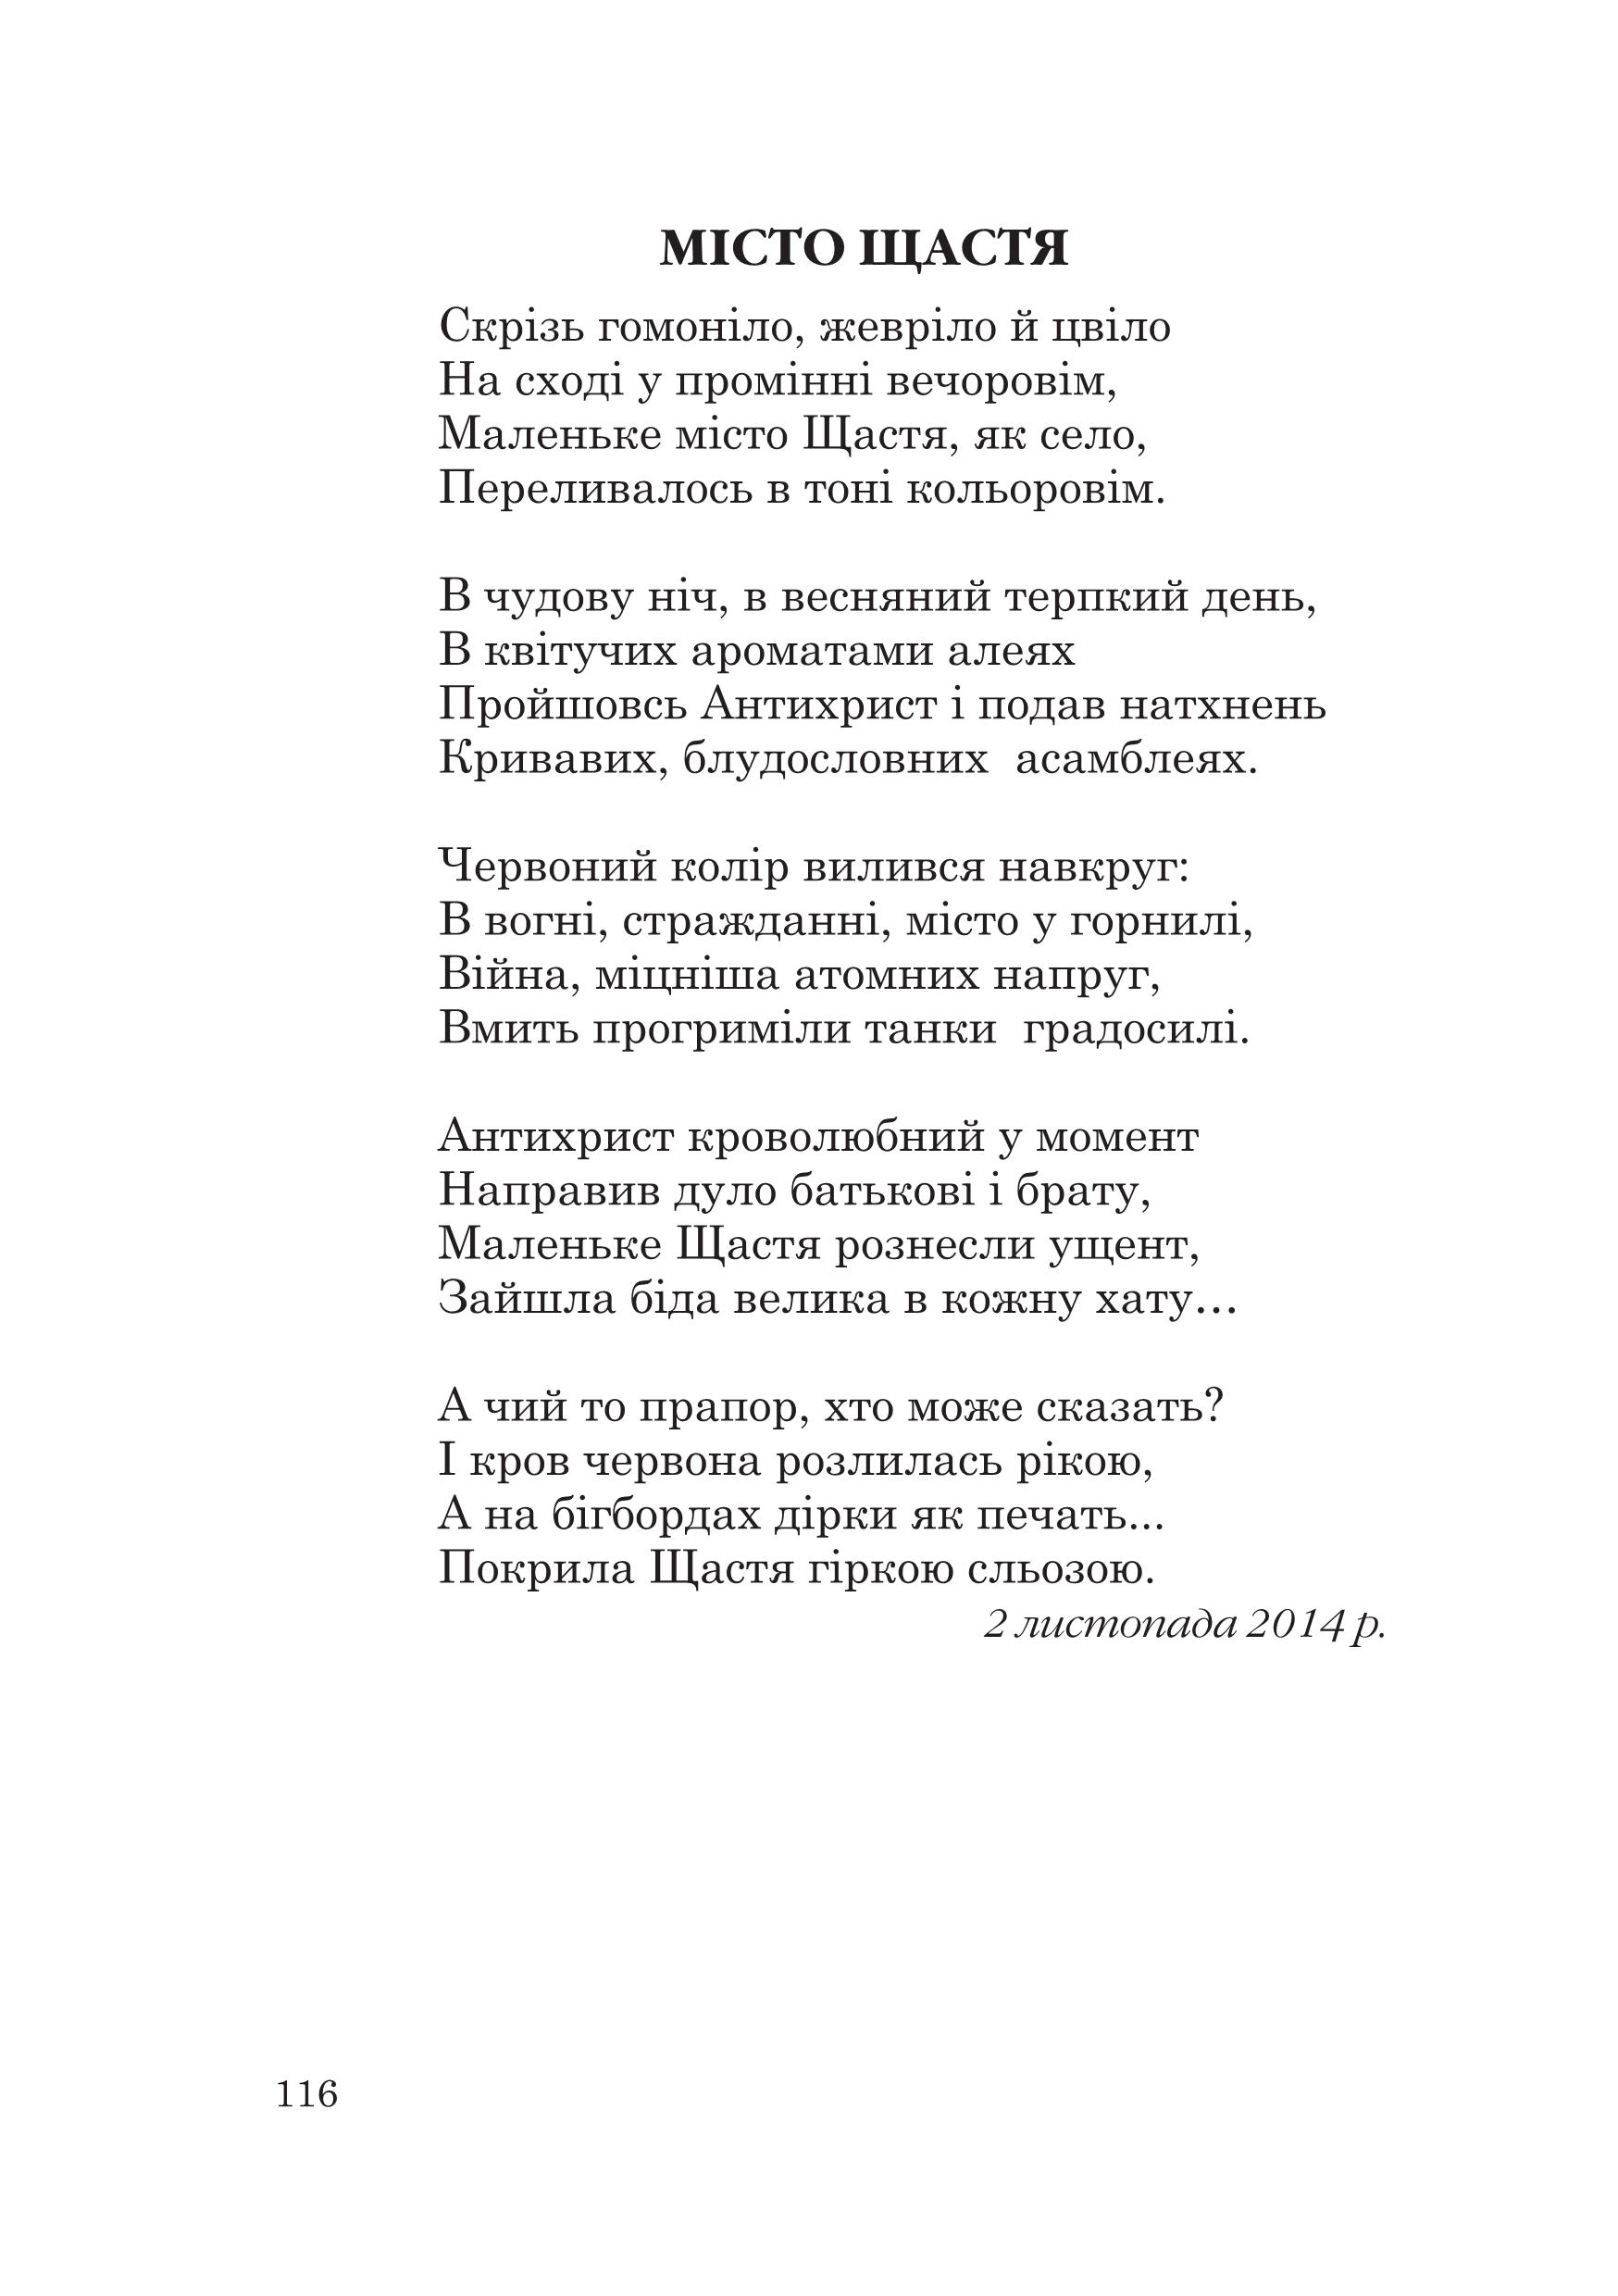 МІСТО ЩАСТЯ
Скрізь гомоніло, жевріло й цвіло
На сході у промінні вечоровім,
Маленьке місто Щастя, як село,
Переливалось в тоні кольоровім.
В чудову ніч, в весняний терпкий день,
В квітучих ароматами алеях
Пройшовсь Антихрист і подав натхнень
Кривавих, блудословних  асамблеях.
Червоний колір вилився навкруг:
В вогні, стражданні, місто у горнилі,
Війна, міцніша атомних напруг,
Вмить прогриміли танки  градосилі.
Антихрист кроволюбний у момент
Направив дуло батькові і брату,
Маленьке Щастя рознесли ущент,
Зайшла біда велика в кожну хату…
А чий то прапор, хто може сказать?
І кров червона розлилась рікою,
А на бігбордах дірки як печать...
Покрила Щастя гіркою сльозою.
2 листопада 2014 р.
116